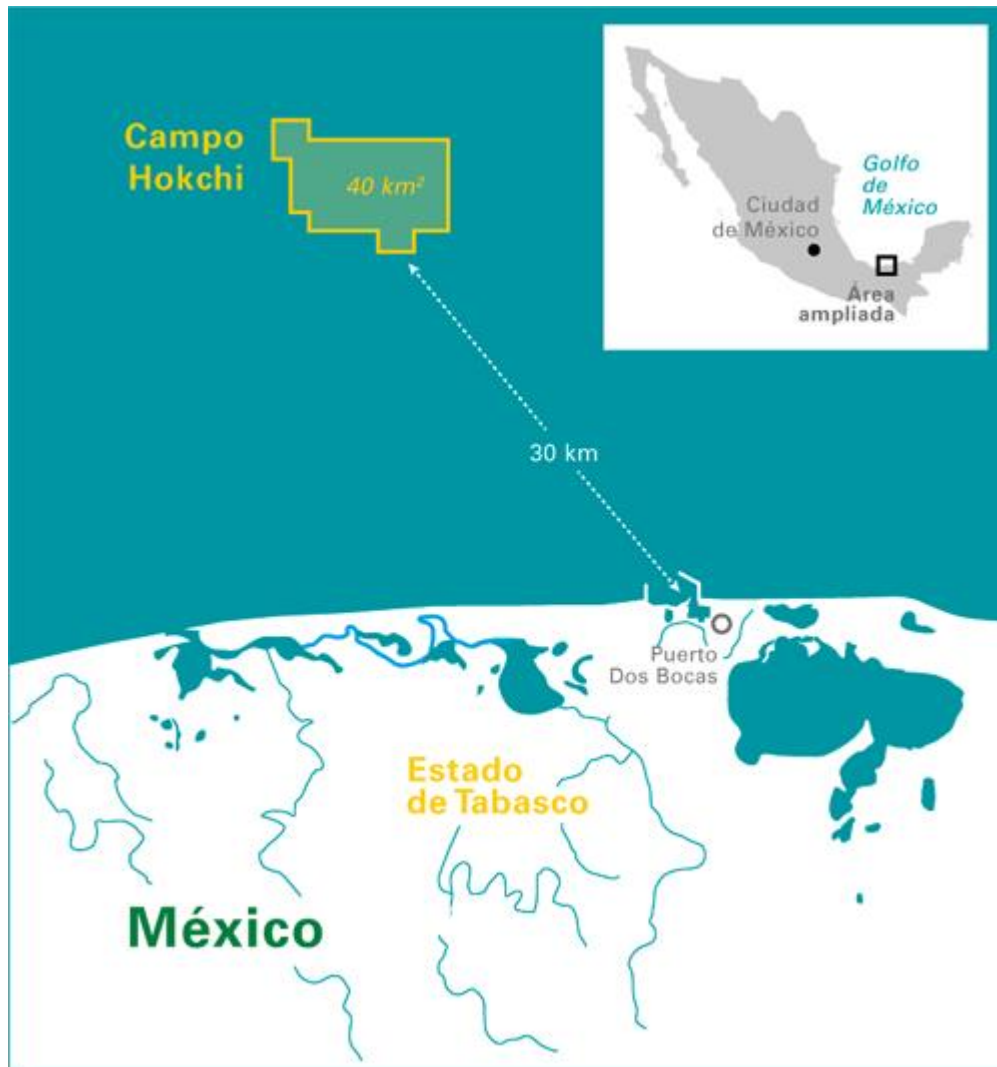 Campo
Hokchi
40 km²
Golfo
de
México
Ciudad
de México
Área
ampliada
30 km
Puerto
Dos Bocas
Estado
de Tabasco
México